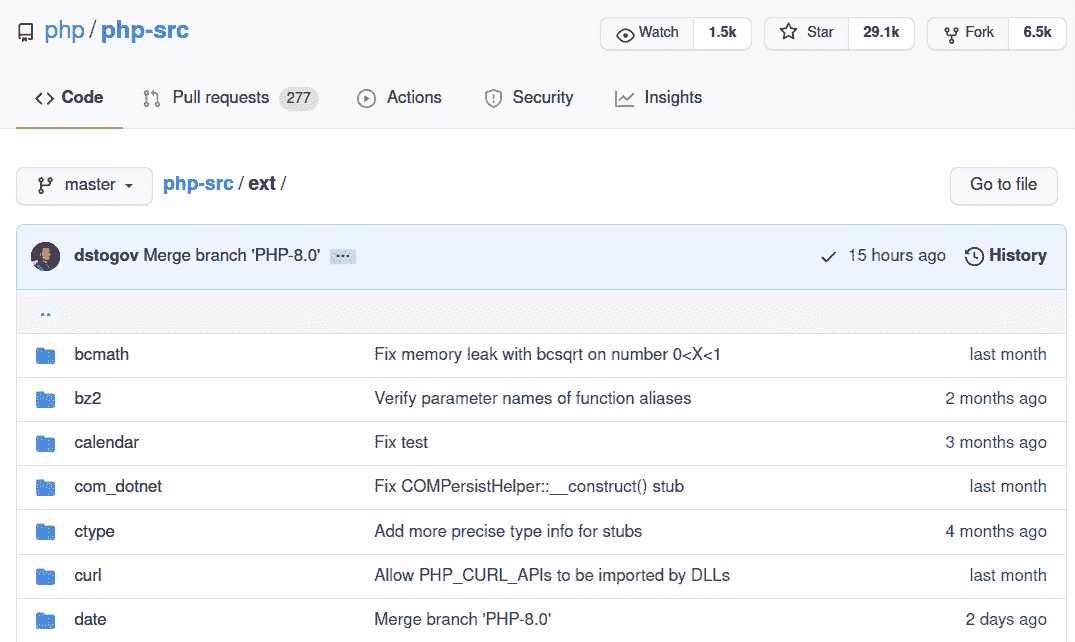 php / php-src Watch 1.5k Star 29.1k Fork 6.5k
Code Pull requests 277 Actions Security Insights
master php-src / ext / Go to file
dstogov Merge branch 'PHP-8.0' ... 15 hours ago History
..
bcmath Fix memory leak with bcsqrt on number 0<X<1 last month
bz2 Verify parameter names of function aliases 2 months ago
calendar Fix test 3 months ago
com_dotnet Fix COMPersistHelper::__construct() stub last month
ctype Add more precise type info for stubs 4 months ago
curl Allow PHP_CURL_APIs to be imported by DLLs last month
date Merge branch 'PHP-8.0' 2 days ago